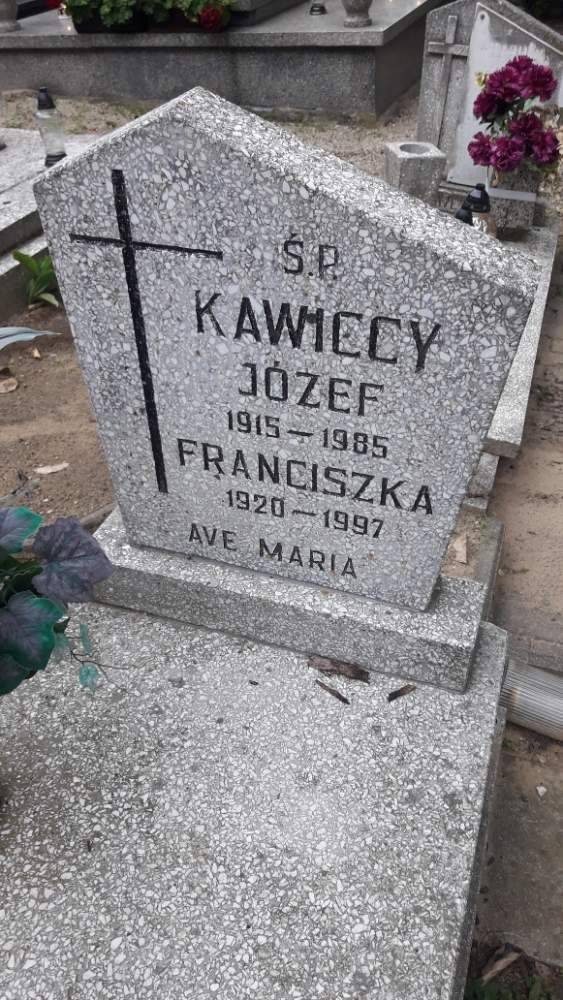 Ś.P.
KAWICCY
JÓZEF
1915–1985
FRANCISZKA
1920–1997
AVE MARIA